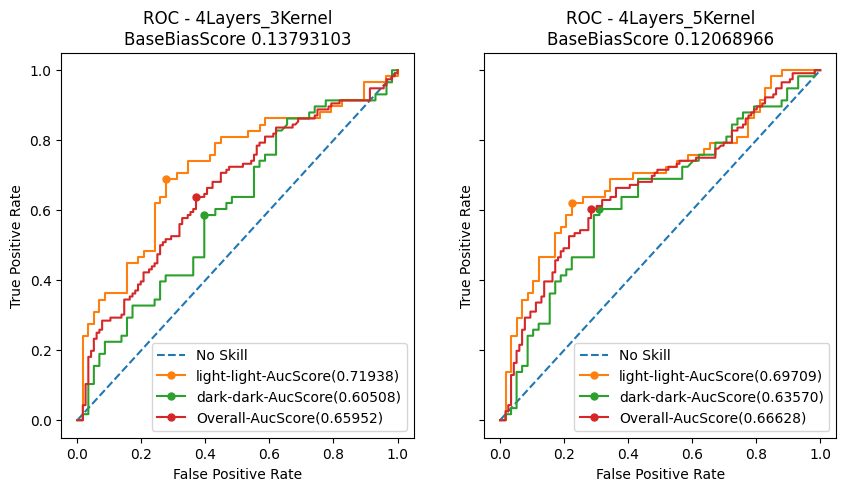 ROC - 4Layers_3Kernel
BaseBiasScore 0.13793103
True Positive Rate
1.0
0.8
0.6
0.4
0.2
0.0
No Skill
light-light-AucScore(0.71938)
dark-dark-AucScore(0.60508)
Overall-AucScore(0.65952)
0.0 0.2 0.4 0.6 0.8 1.0
False Positive Rate
ROC - 4Layers_5Kernel
BaseBiasScore 0.12068966
True Positive Rate
No Skill
light-light-AucScore(0.69709)
dark-dark-AucScore(0.63570)
Overall-AucScore(0.66628)
0.0 0.2 0.4 0.6 0.8 1.0
False Positive Rate